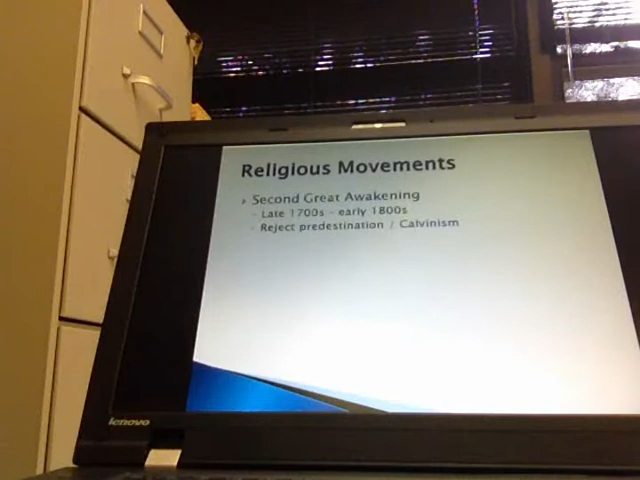 Religious Movements
Second Great Awakening
- Late 1700s - early 1800s
- Reject predestination / Calvinism
lenovo